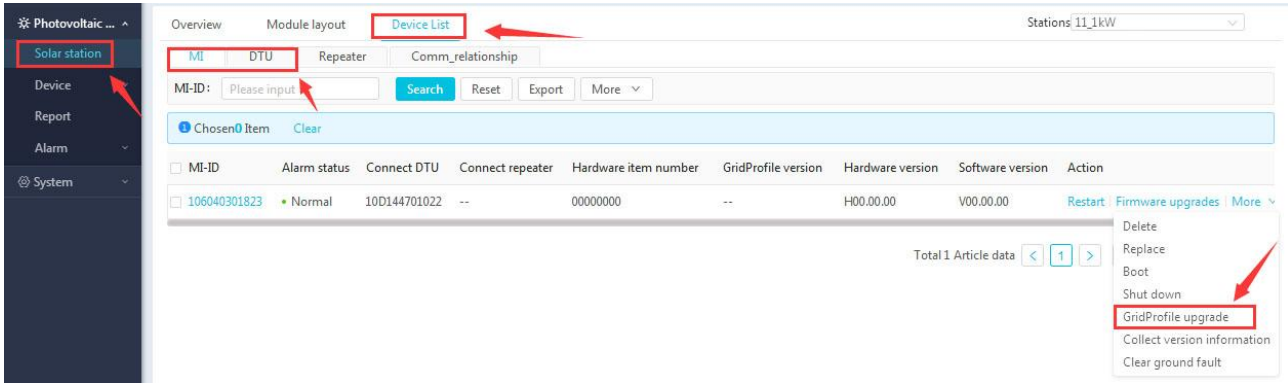 Photovoltaic ...
Overview Module layout Device List Stations 11_1kW
Solar station
MI DTU Repeater Comm_relationship
Device
MI-ID: Please input Search Reset Export More
Report
Chosen0 Item Clear
Alarm
MI-ID Alarm status Connect DTU Connect repeater Hardware item number GridProfile version Hardware version Software version Action
System
106040301823 Normal 10D144701022 -- 00000000 -- H00.00.00 V00.00.00 Restart Firmware upgrades More
Delete
Total 1 Article data < 1 > Replace
Boot
Shut down
GridProfile upgrade
Collect version information
Clear ground fault